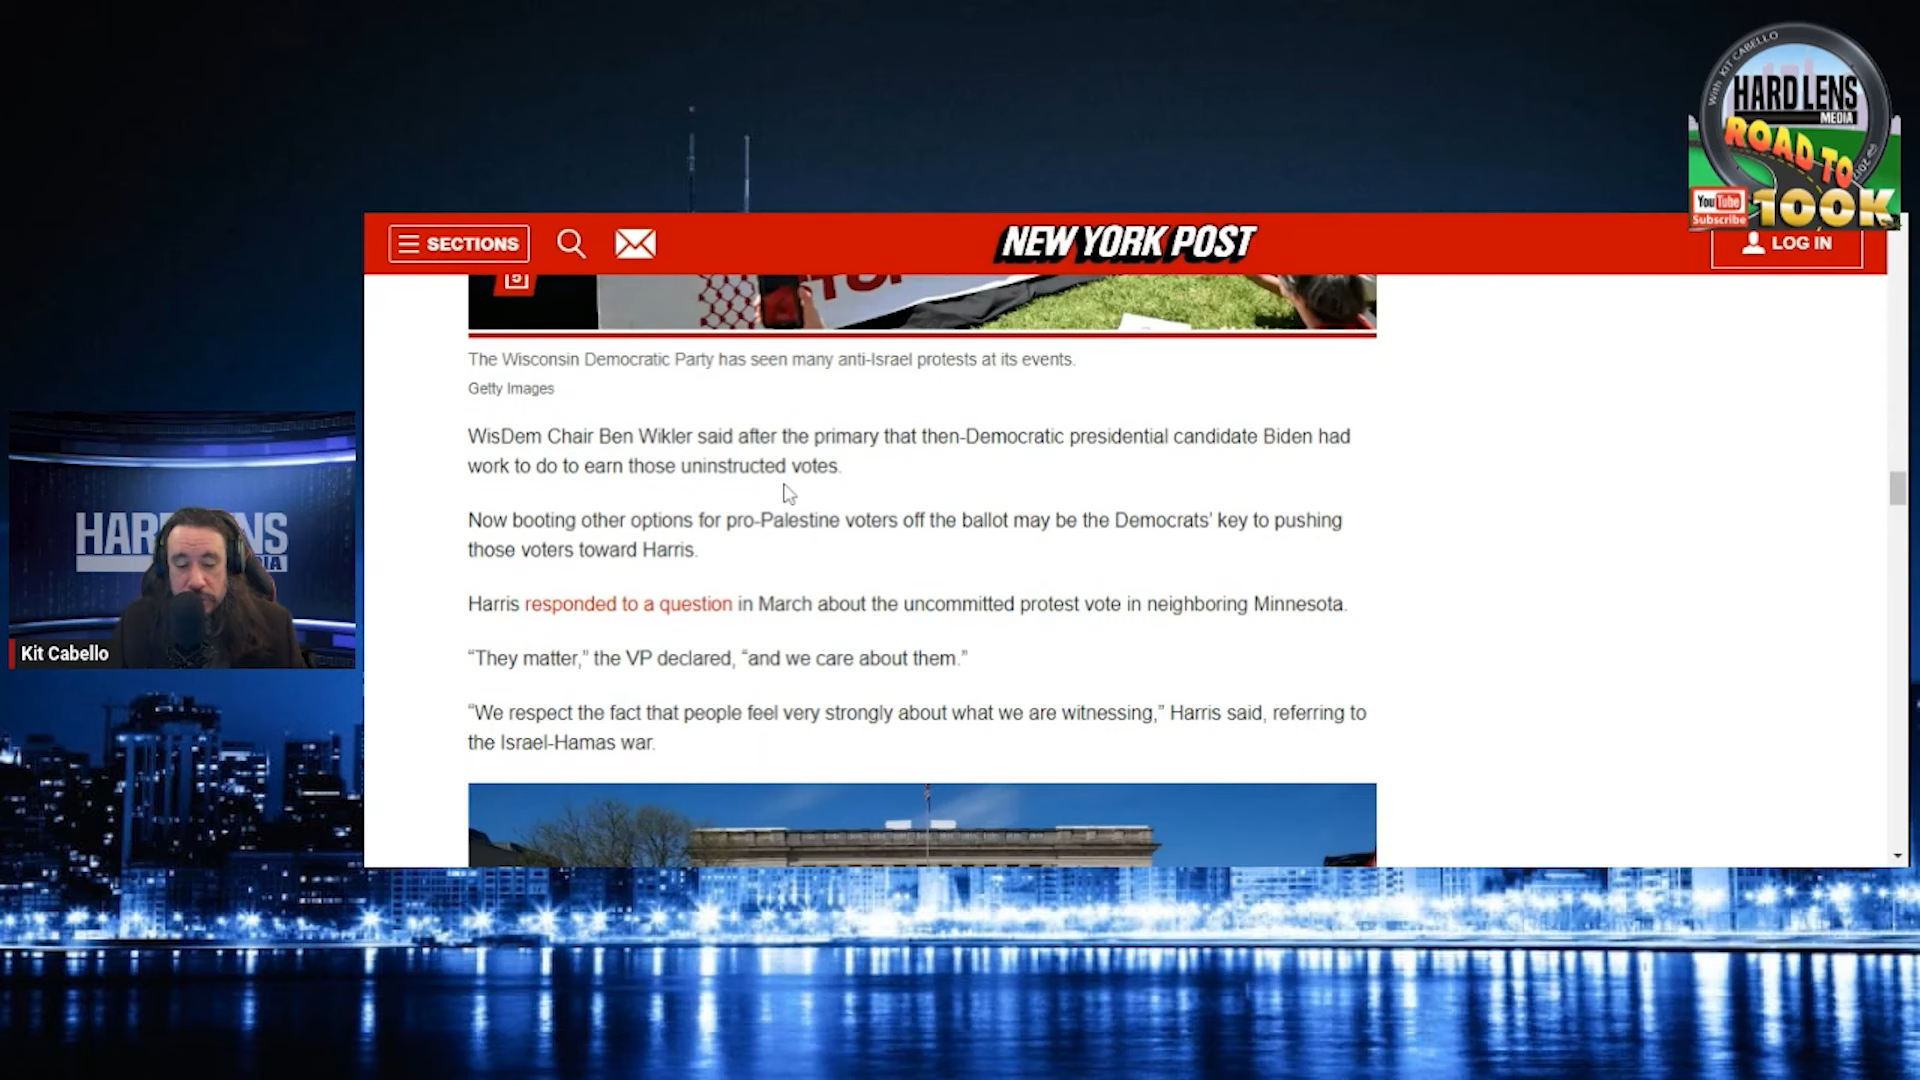 With KIT CABELLO
HARD LENS
MEDIA
ROAD TO
YouTube
Subscribe
100K
SECTIONS
NEW YORK POST
LOG IN
5
The Wisconsin Democratic Party has seen many anti-Israel protests at its events.
Getty Images
WisDem Chair Ben Wikler said after the primary that then-Democratic presidential candidate Biden had
work to do to earn those uninstructed votes.
Now booting other options for pro-Palestine voters off the ballot may be the Democrats' key to pushing
those voters toward Harris.
Harris responded to a question in March about the uncommitted protest vote in neighboring Minnesota.
“They matter,” the VP declared, “and we care about them.”
“We respect the fact that people feel very strongly about what we are witnessing,” Harris said, referring to
the Israel-Hamas war.
Kit Cabello